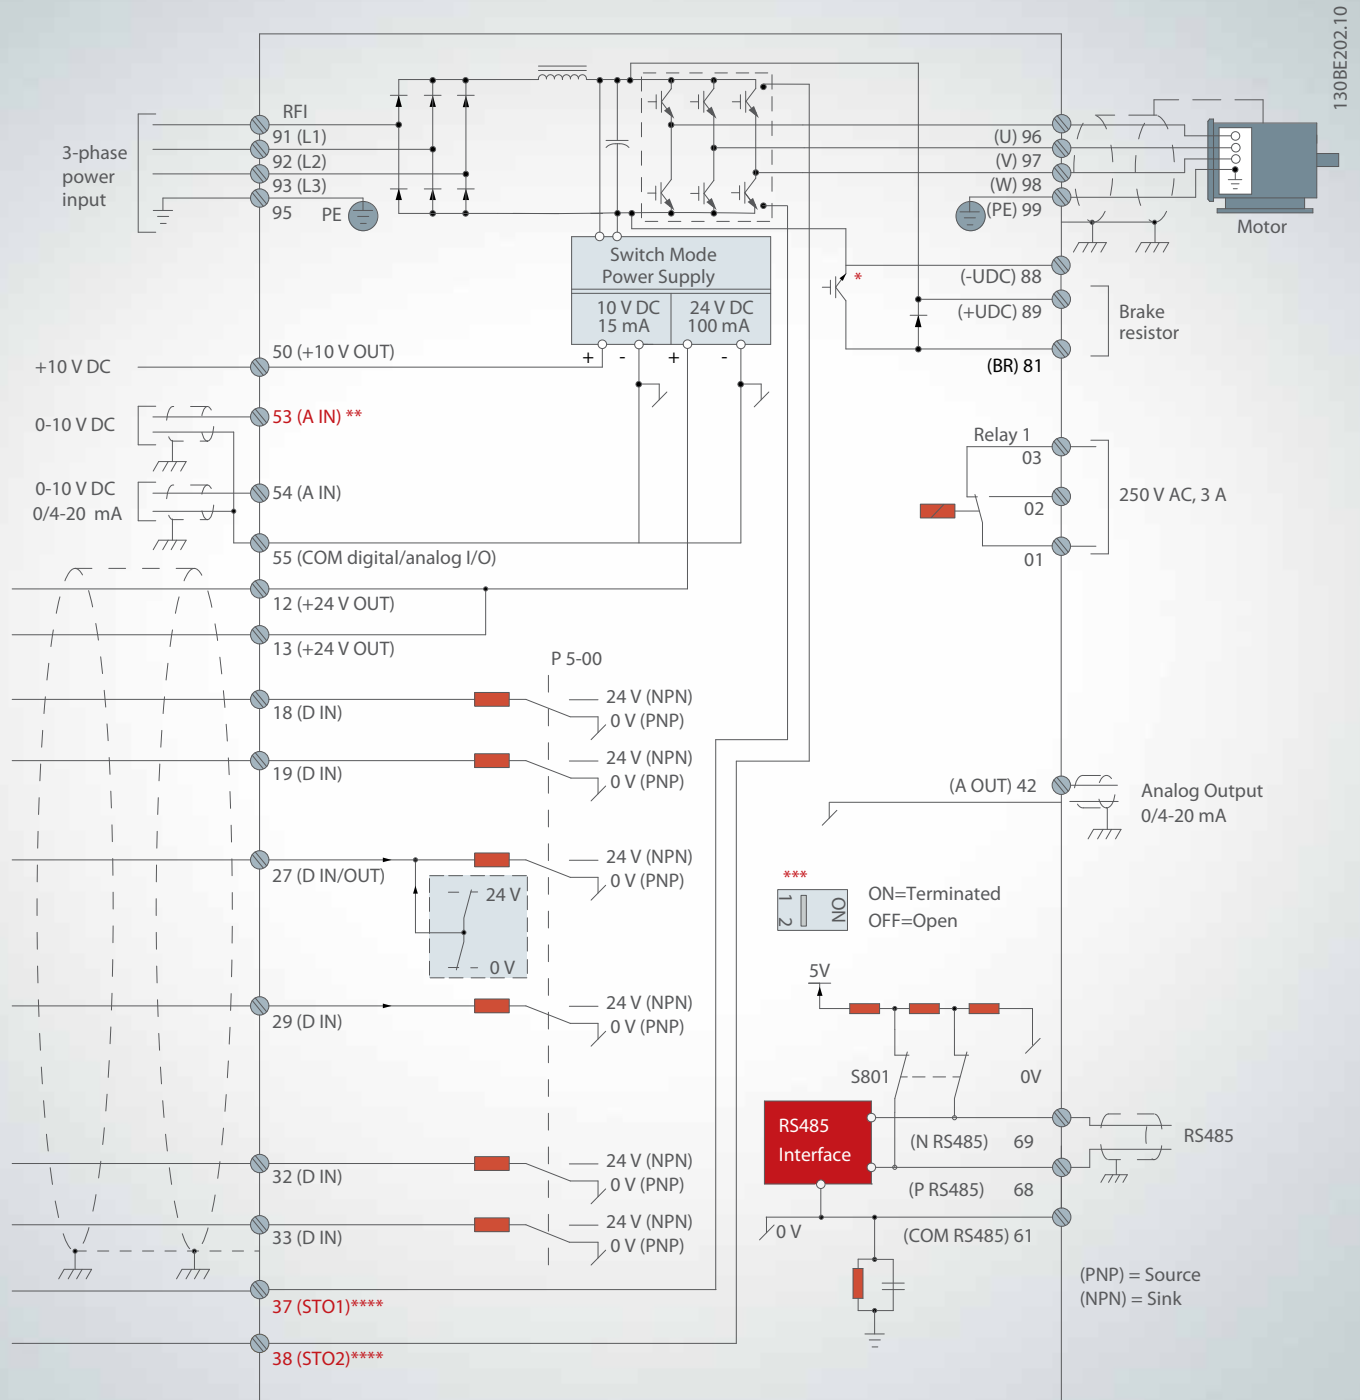 130BE202.10
RFI
91 (L1)
92 (L2)
93 (L3)
95
PE
3-phase
power
input
(U) 96
(V) 97
(W) 98
(PE) 99
Motor
Switch Mode
Power Supply
10 V DC
15 mA
24 V DC
100 mA
+
-
+
-
*
(-UDC) 88
(+UDC) 89
(BR) 81
Brake
resistor
+10 V DC
50 (+10 V OUT)
0-10 V DC
53 (A IN) **
0-10 V DC
0/4-20 mA
54 (A IN)
55 (COM digital/analog I/O)
12 (+24 V OUT)
13 (+24 V OUT)
Relay 1
03
02
01
250 V AC, 3 A
P 5-00
18 (D IN)
24 V (NPN)
0 V (PNP)
19 (D IN)
24 V (NPN)
0 V (PNP)
27 (D IN/OUT)
24 V (NPN)
0 V (PNP)
24 V
0 V
29 (D IN)
24 V (NPN)
0 V (PNP)
32 (D IN)
24 V (NPN)
0 V (PNP)
33 (D IN)
24 V (NPN)
0 V (PNP)
37 (STO1)****
38 (STO2)****
(A OUT) 42
Analog Output
0/4-20 mA
***
1 2
ON
ON=Terminated
OFF=Open
5V
S801
0V
RS485
Interface
(N RS485) 69
(P RS485) 68
RS485
0 V
(COM RS485) 61
(PNP) = Source
(NPN) = Sink